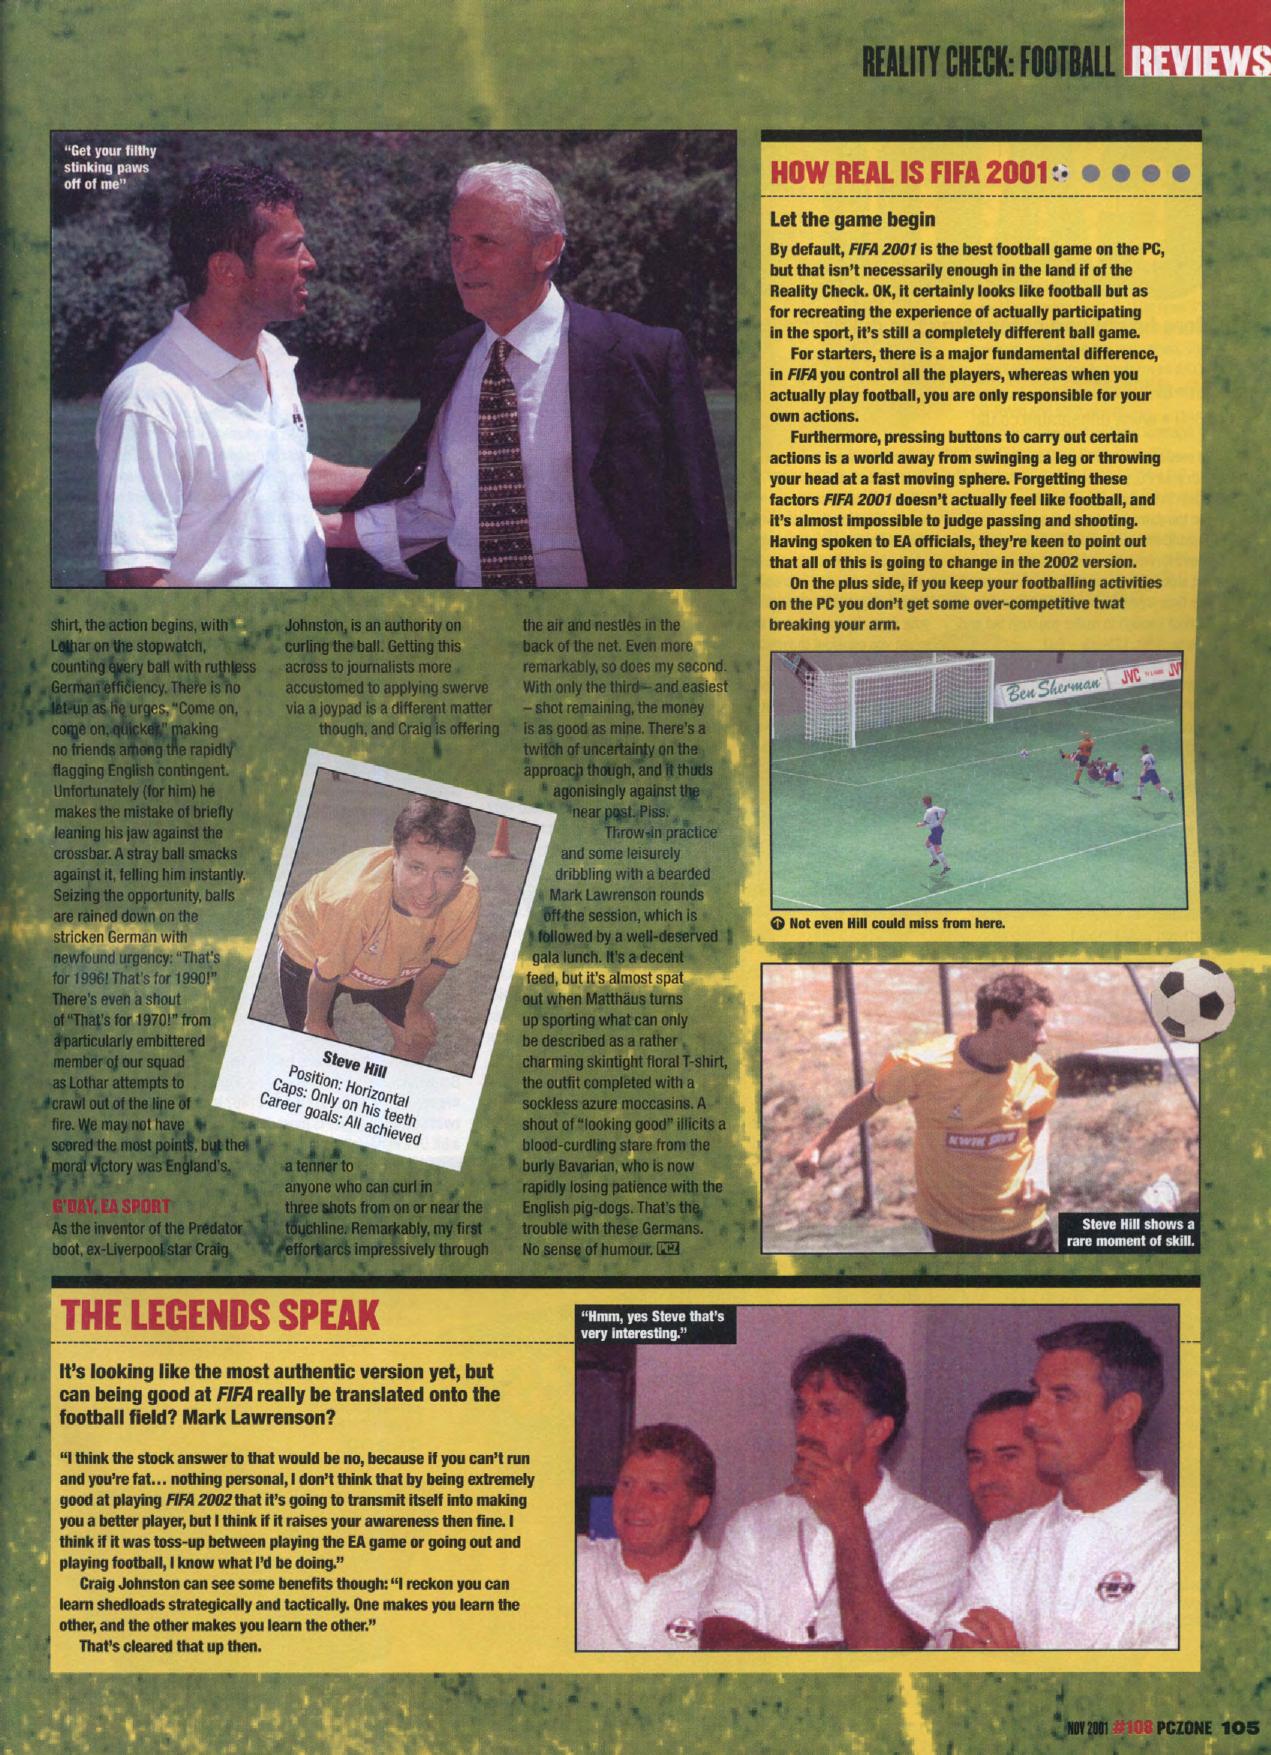 REALITY CHECK: FOOTBALL REVIEWS
"Get your filthy
stinking paws
off of me"
shirt, the action begins, with
Lothar on the stopwatch,
counting every ball with ruthless
German efficiency. There is no
let-up as he urges, "Come on,
come on, quicker," making
no friends among the rapidly
flagging English contingent.
Unfortunately (for him) he
makes the mistake of briefly
leaning his jaw against the
crossbar. A stray ball smacks
against it, felling him instantly.
Seizing the opportunity, balls
are rained down on the
stricken German with
newfound urgency: "That's
for 1996! That's for 1990!"
There's even a shout
of "That's for 1970!" from
a particularly embittered
member of our squad
as Lothar attempts to
crawl out of the line of
fire. We may not have
scored the most points, but the
moral victory was England's.
G'DAY, EA SPORT
As the inventor of the Predator
boot, ex-Liverpool star Craig
Johnston, is an authority on
curling the ball. Getting this
across to journalists more
accustomed to applying swerve
via a joypad is a different matter
though, and Craig is offering
KWIK SAVE
Steve Hill
Position: Horizontal
Caps: Only on his teeth
Career goals: All achieved
a tenner to
anyone who can curl in
three shots from on or near the
touchline. Remarkably, my first
effort arcs impressively through
the air and nestles in the
back of the net. Even more
remarkably, so does my second.
With only the third – and easiest
– shot remaining, the money
is as good as mine. There's a
twitch of uncertainty on the
approach though, and it thuds
agonisingly against the
near post. Piss.
Throw-in practice
and some leisurely
dribbling with a bearded
Mark Lawrenson rounds
off the session, which is
followed by a well-deserved
gala lunch. It's a decent
feed, but it's almost spat
out when Matthäus turns
up sporting what can only
be described as a rather
charming skintight floral T-shirt,
the outfit completed with a
sockless azure moccasins. A
shout of "looking good" illicits a
blood-curdling stare from the
burly Bavarian, who is now
rapidly losing patience with the
English pig-dogs. That's the
trouble with these Germans.
No sense of humour. PCZ
HOW REAL IS FIFA 2001
Let the game begin
By default, FIFA 2001 is the best football game on the PC,
but that isn't necessarily enough in the land if of the
Reality Check. OK, it certainly looks like football but as
for recreating the experience of actually participating
in the sport, it's still a completely different ball game.
For starters, there is a major fundamental difference,
in FIFA you control all the players, whereas when you
actually play football, you are only responsible for your
own actions.
Furthermore, pressing buttons to carry out certain
actions is a world away from swinging a leg or throwing
your head at a fast moving sphere. Forgetting these
factors FIFA 2001 doesn't actually feel like football, and
it's almost impossible to judge passing and shooting.
Having spoken to EA officials, they're keen to point out
that all of this is going to change in the 2002 version.
On the plus side, if you keep your footballing activities
on the PC you don't get some over-competitive twat
breaking your arm.
Ben Sherman JVC JV
Not even Hill could miss from here.
KWIK SAVE
Steve Hill shows a
rare moment of skill.
THE LEGENDS SPEAK
It's looking like the most authentic version yet, but
can being good at FIFA really be translated onto the
football field? Mark Lawrenson?
"I think the stock answer to that would be no, because if you can't run
and you're fat... nothing personal, I don't think that by being extremely
good at playing FIFA 2002 that it's going to transmit itself into making
you a better player, but I think if it raises your awareness then fine. I
think if it was toss-up between playing the EA game or going out and
playing football, I know what I'd be doing."
Craig Johnston can see some benefits though: "I reckon you can
learn shedloads strategically and tactically. One makes you learn the
other, and the other makes you learn the other."
That's cleared that up then.
"Hmm, yes Steve that's
very interesting."
FIFA
FIFA
NOV 2001 #108 PCZONE 105